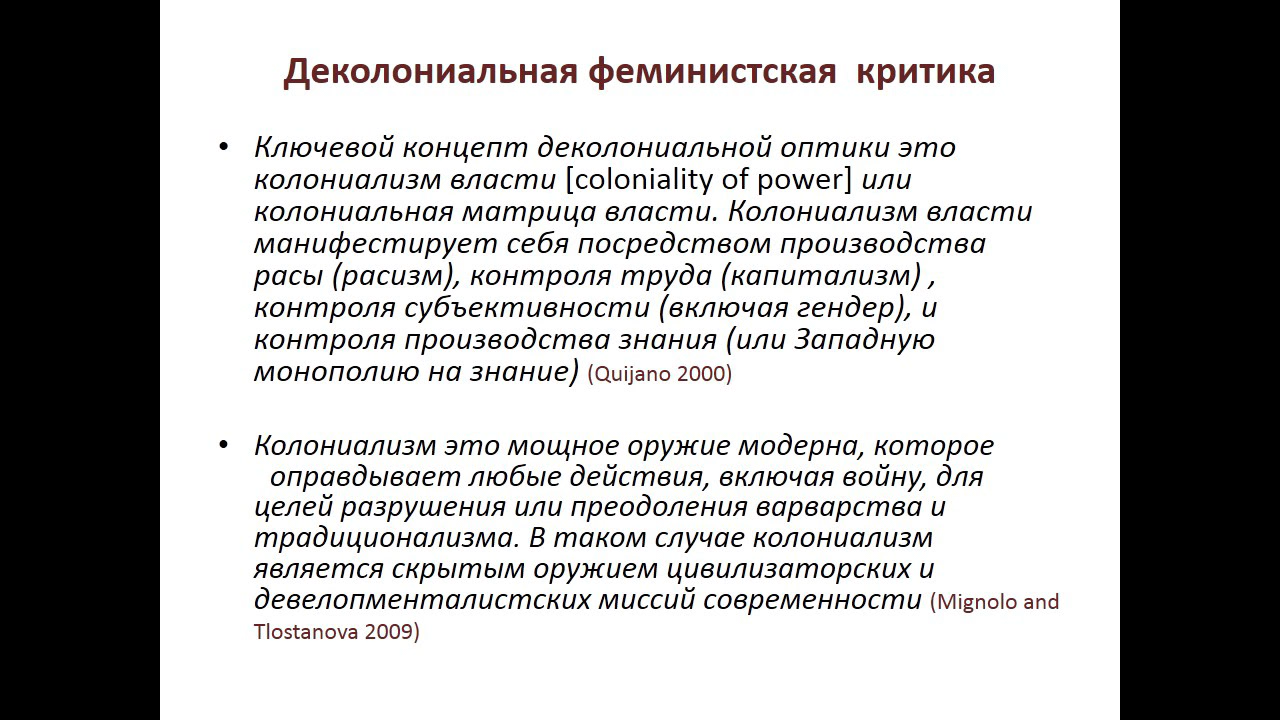 Деколониальная феминистская критика
• Ключевой концепт деколониальной оптики это
колониализм власти [coloniality of power] или
колониальная матрица власти. Колониализм власти
манифестирует себя посредством производства
расы (расизм), контроля труда (капитализм) ,
контроля субъективности (включая гендер), и
контроля производства знания (или Западную
монополию на знание) (Quijano 2000)
• Колониализм это мощное оружие модерна, которое
оправдывает любые действия, включая войну, для
целей разрушения или преодоления варварства и
традиционализма. В таком случае колониализм
является скрытым оружием цивилизаторских и
девелопменталистских миссий современности (Mignolo and
Tlostanova 2009)